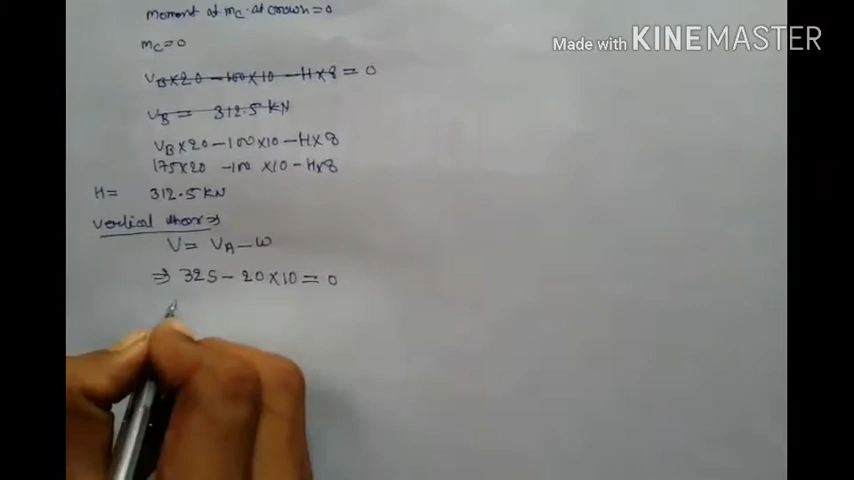 moment at mc at crown = 0
Made with KINEMASTER
mc = 0
VB×20 - 100×10 - H×8 = 0
VB = 312.5 KN
VB×20 - 100×10 - H×8
175×20 - 100 ×10 - H×8
H = 312.5 KN
Vertical shear ⇒
V = VA - w
⇒ 325 - 20×10 = 0